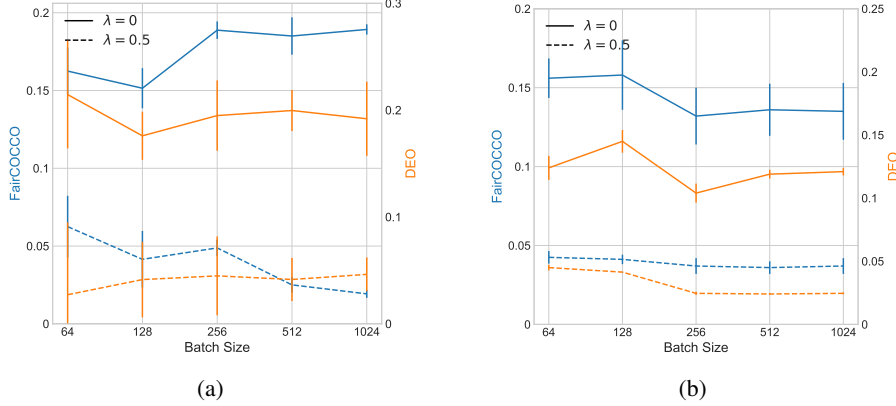 0.2
0.15
0.1
0.05
0
FairCOCCO
λ = 0
λ = 0.5
0.3
0.2
0.1
0
DEO
64 128 256 512 1024
Batch Size
(a)
0.2
0.15
0.1
0.05
0
FairCOCCO
λ = 0
λ = 0.5
0.25
0.2
0.15
0.1
0.05
0
DEO
64 128 256 512 1024
Batch Size
(b)